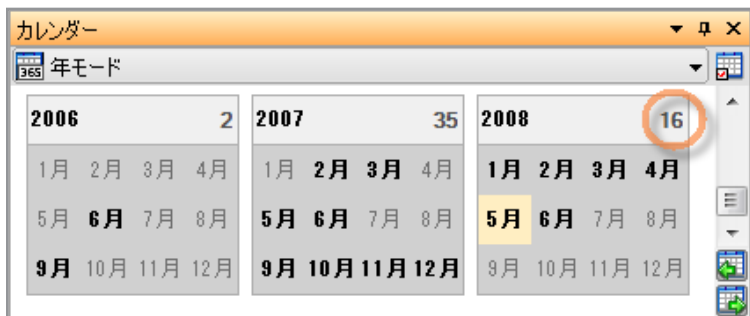 カレンダー
365 年モード
2006 2 2007 35 2008 16
1月 2月 3月 4月 1月 2月 3月 4月 1月 2月 3月 4月
5月 6月 7月 8月 5月 6月 7月 8月 5月 6月 7月 8月
9月 10月 11月 12月 9月 10月 11月 12月 9月 10月 11月 12月